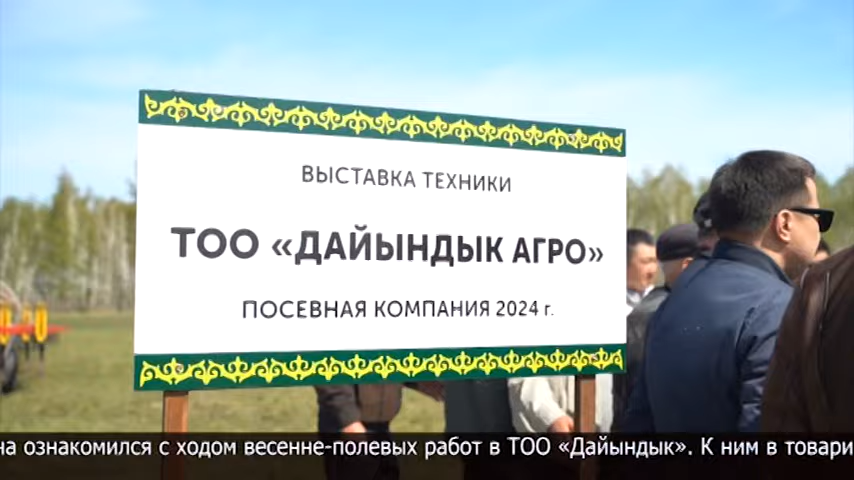 ВЫСТАВКА ТЕХНИКИ
ТОО «ДАЙЫНДЫК АГРО»
ПОСЕВНАЯ КОМПАНИЯ 2024 г.
на ознакомился с ходом весенне-полевых работ в ТОО «Дайындык». К ним в товари